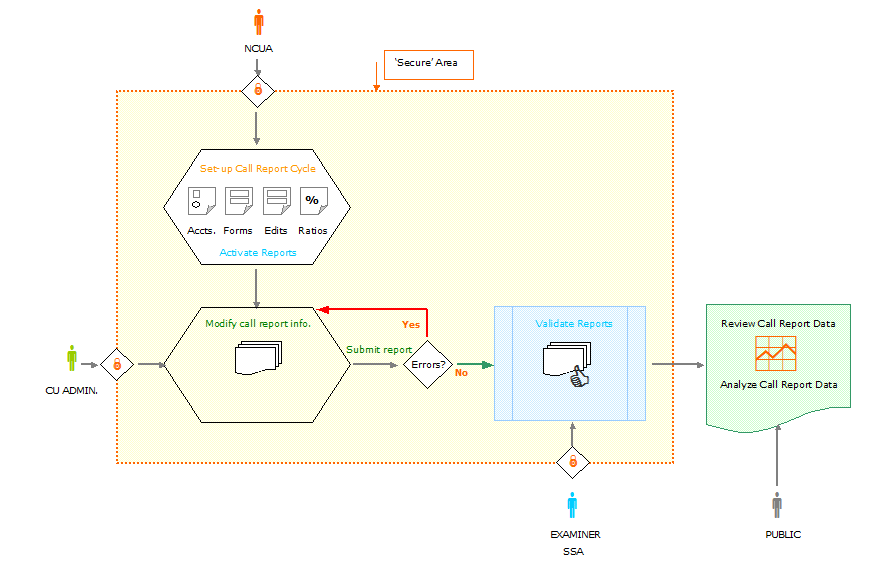 NCUA
‘Secure’ Area
Set-up Call Report Cycle
%
Accts. Forms Edits Ratios
Activate Reports
Modify call report info.
Yes
Submit report
Errors?
No
Validate Reports
Review Call Report Data
Analyze Call Report Data
CU ADMIN.
EXAMINER
SSA
PUBLIC